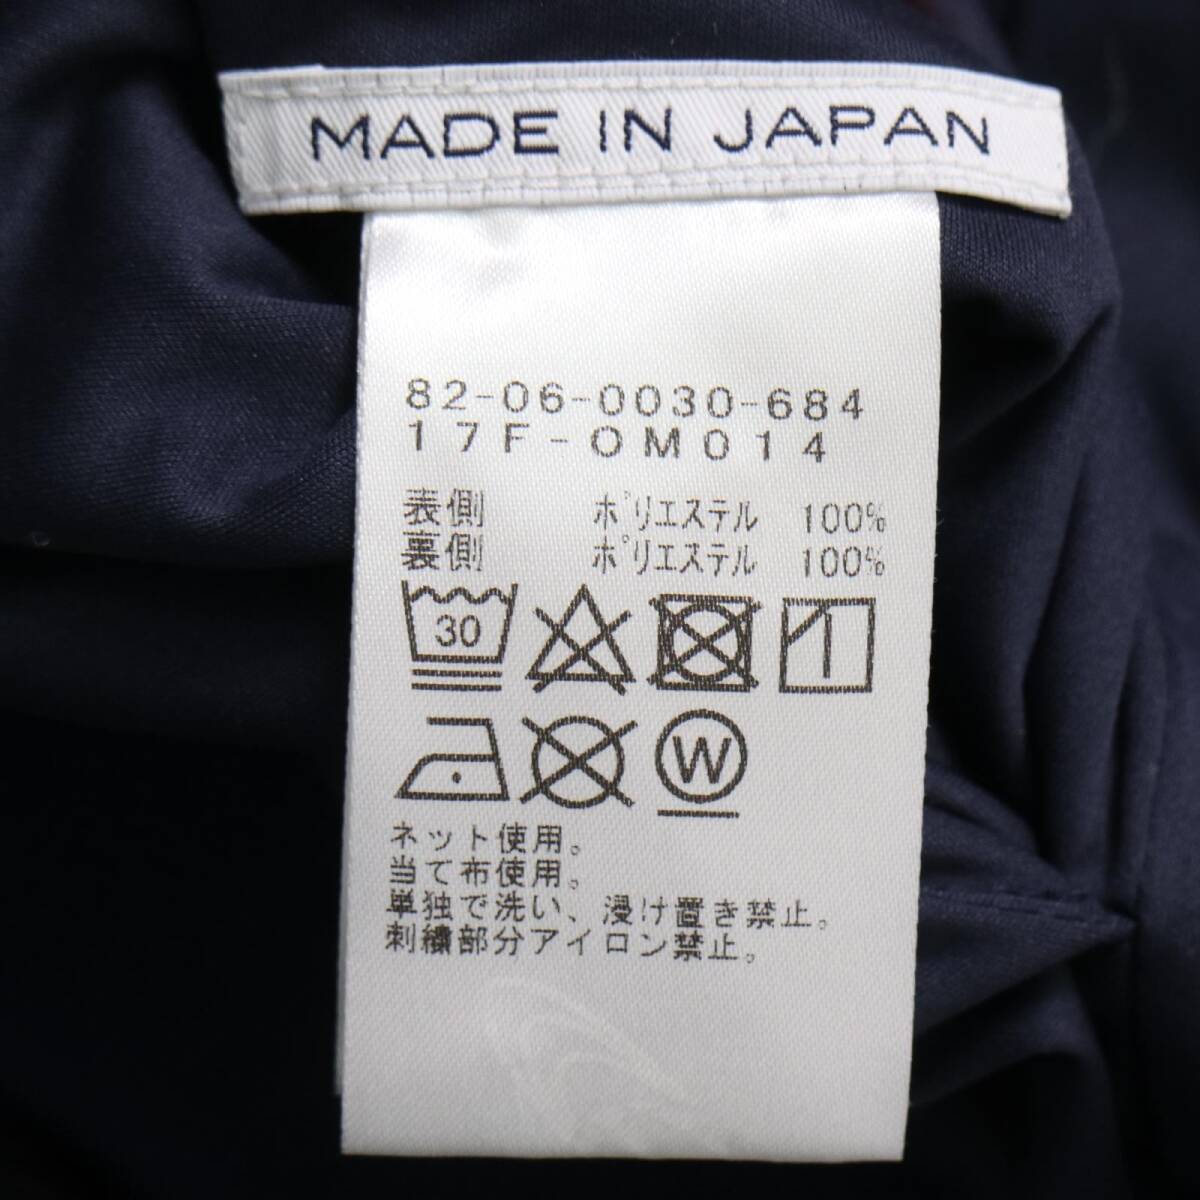 MADE IN JAPAN
82-06-0030-684
17F-OM014
表側 ポリエステル 100%
裏側 ポリエステル 100%
30
W
ネット使用。
当て布使用。
単独で洗い、浸け置き禁止。
刺繍部分アイロン禁止。